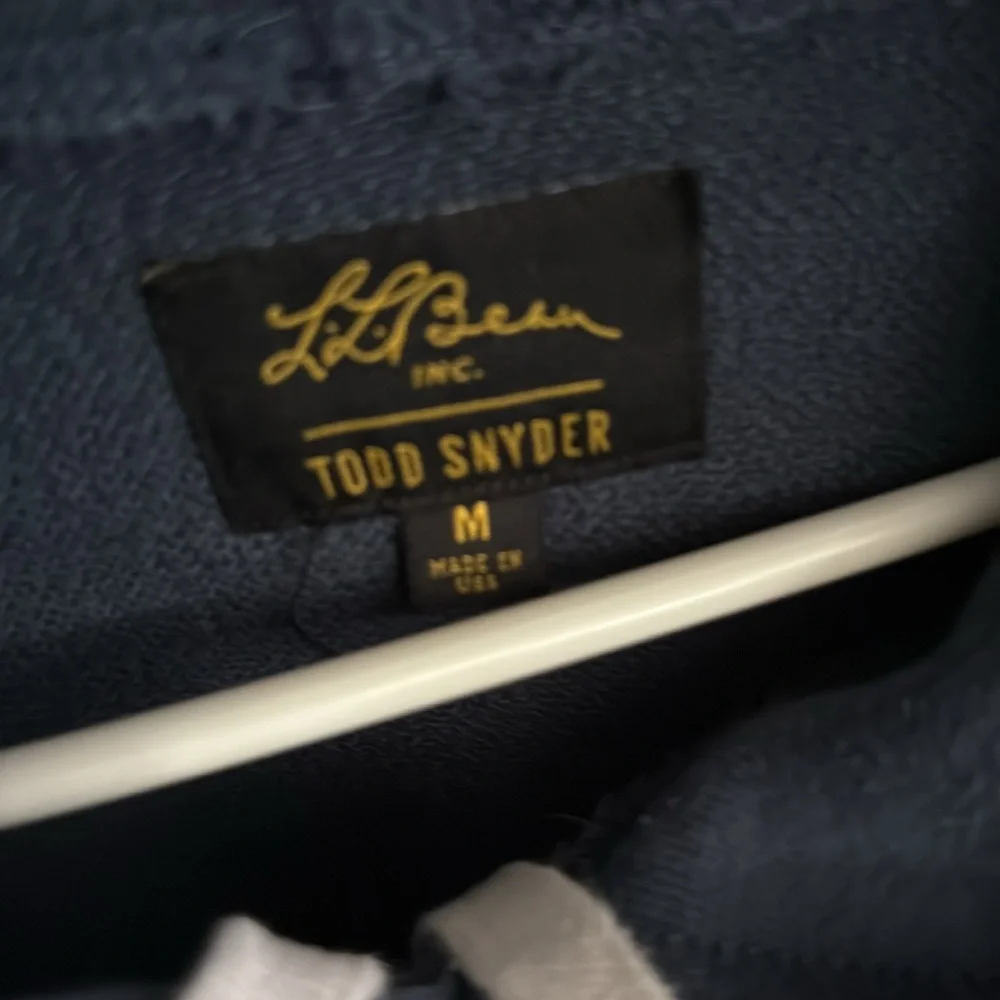 L.L.Bean
INC.
TODD SNYDER
M
MADE IN
USA